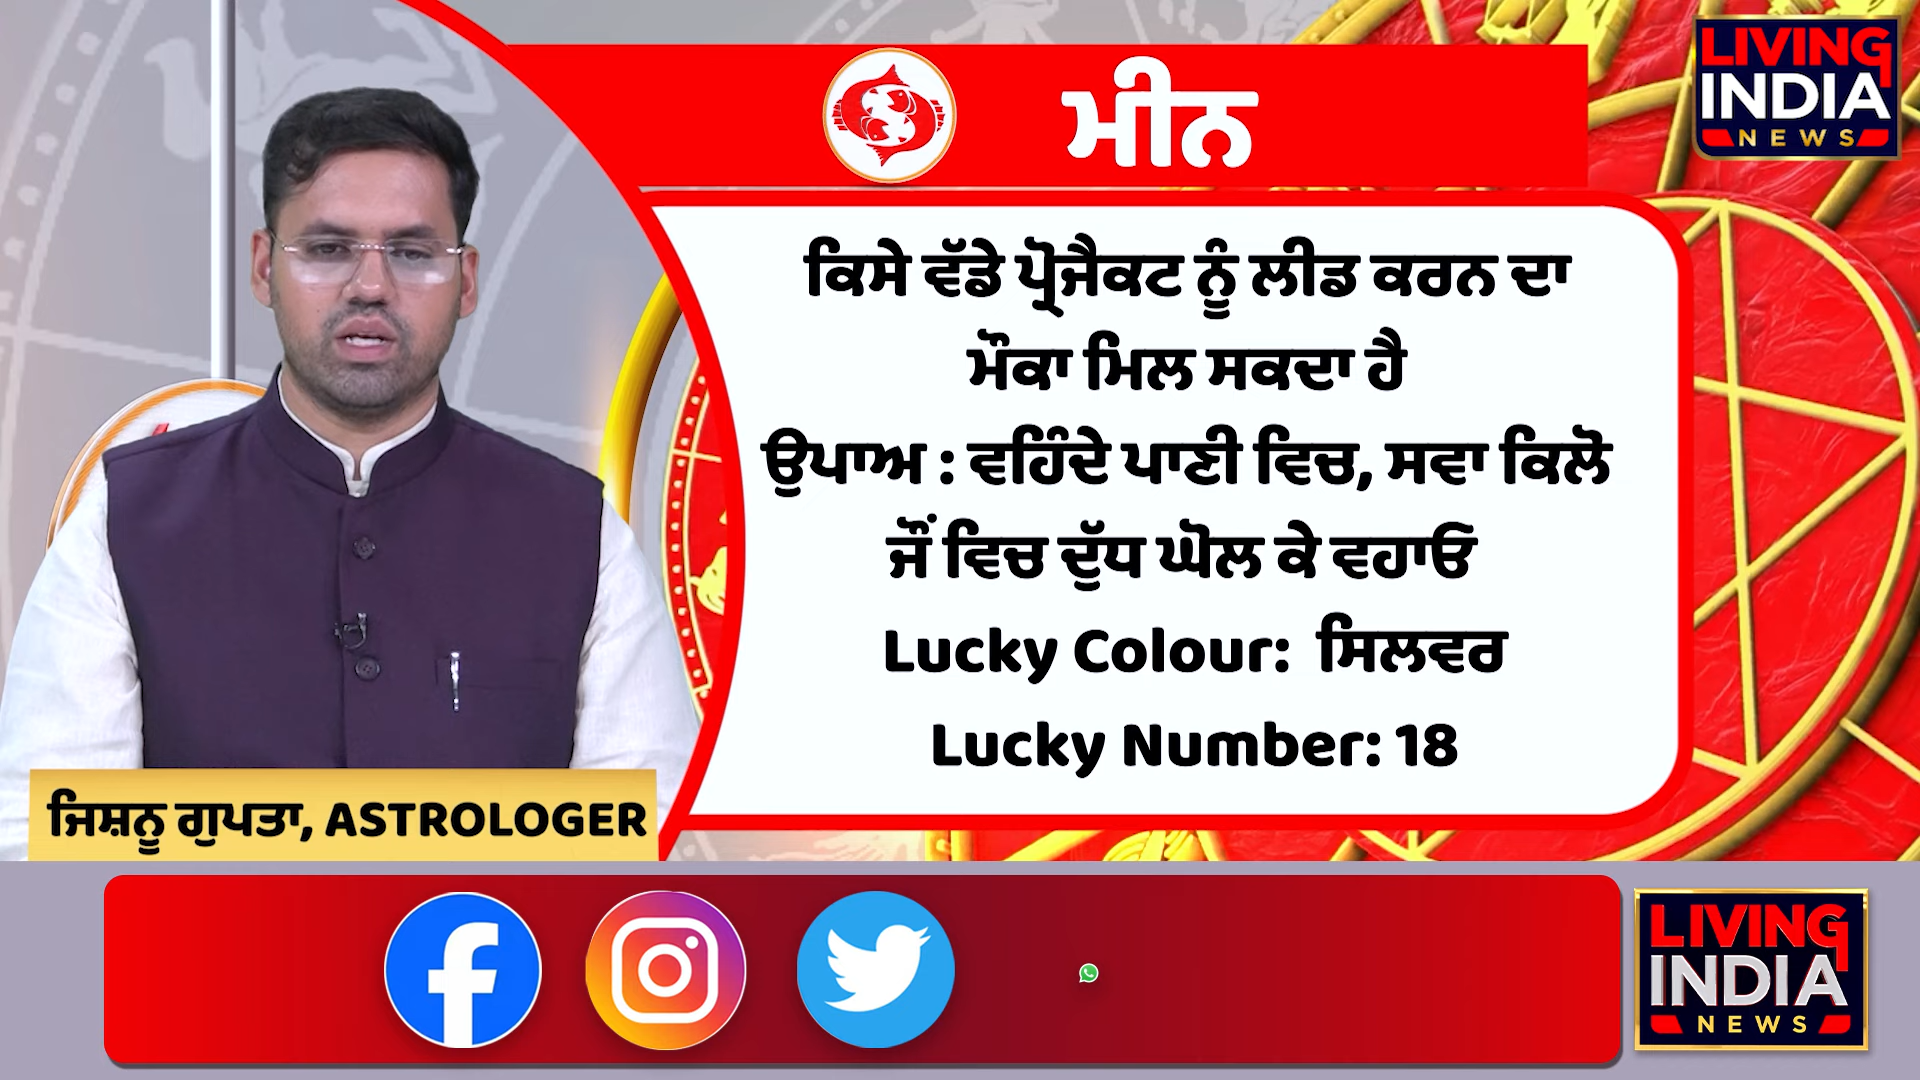 ਮੀਨ
LIVING
INDIA
NEWS
ਕਿਸੇ ਵੱਡੇ ਪ੍ਰੋਜੈਕਟ ਨੂੰ ਲੀਡ ਕਰਨ ਦਾ
ਮੌਕਾ ਮਿਲ ਸਕਦਾ ਹੈ
ਉਪਾਅ : ਵਹਿੰਦੇ ਪਾਣੀ ਵਿਚ, ਸਵਾ ਕਿਲੋ
ਜੌਂ ਵਿਚ ਦੁੱਧ ਘੋਲ ਕੇ ਵਹਾਓ
Lucky Colour: ਸਿਲਵਰ
Lucky Number: 18
ਜਿਸ਼ਨੂ ਗੁਪਤਾ, ASTROLOGER
LIVING
INDIA
NEWS